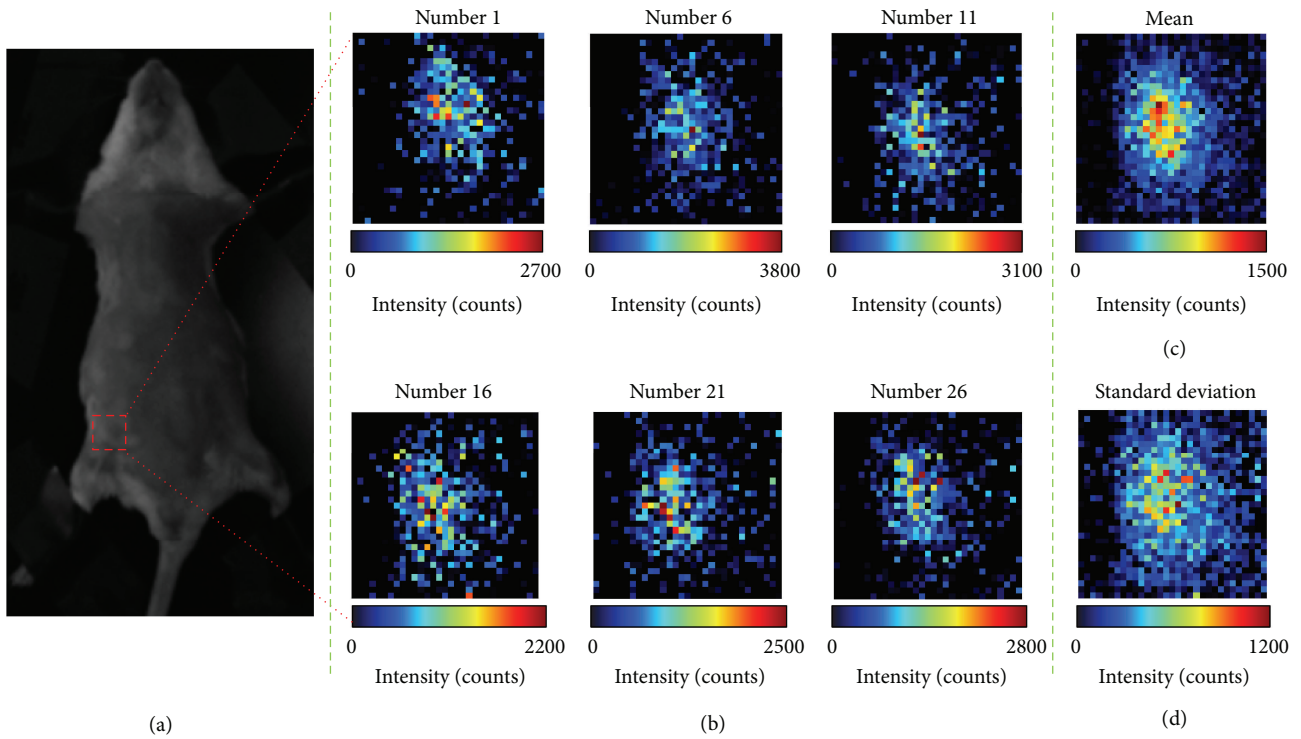 Number 1
Number 6
Number 11
Mean
0 2700
0 3800
0 3100
0 1500
Intensity (counts)
Intensity (counts)
Intensity (counts)
Intensity (counts)
(c)
Number 16
Number 21
Number 26
Standard deviation
0 2200
0 2500
0 2800
0 1200
Intensity (counts)
Intensity (counts)
Intensity (counts)
Intensity (counts)
(a)
(b)
(d)